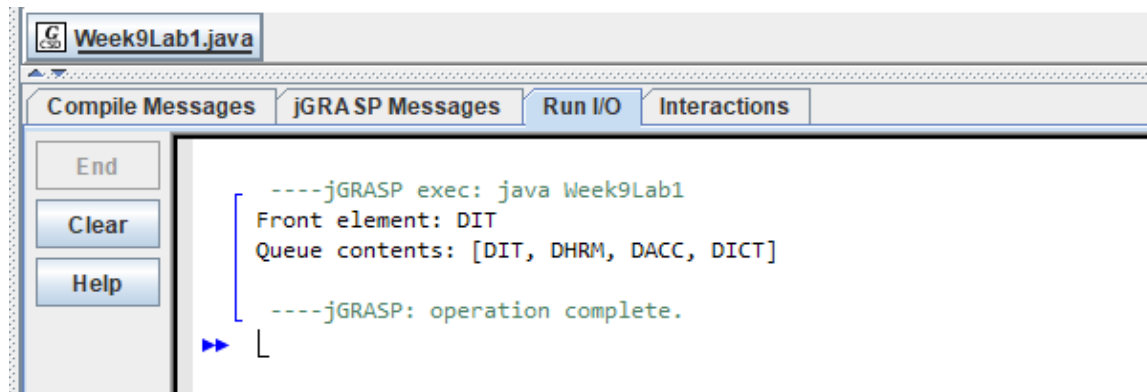 G
CSD
Week9Lab1.java
Compile Messages
jGRASP Messages
Run I/O
Interactions
End
Clear
Help
----jGRASP exec: java Week9Lab1
Front element: DIT
Queue contents: [DIT, DHRM, DACC, DICT]
----jGRASP: operation complete.